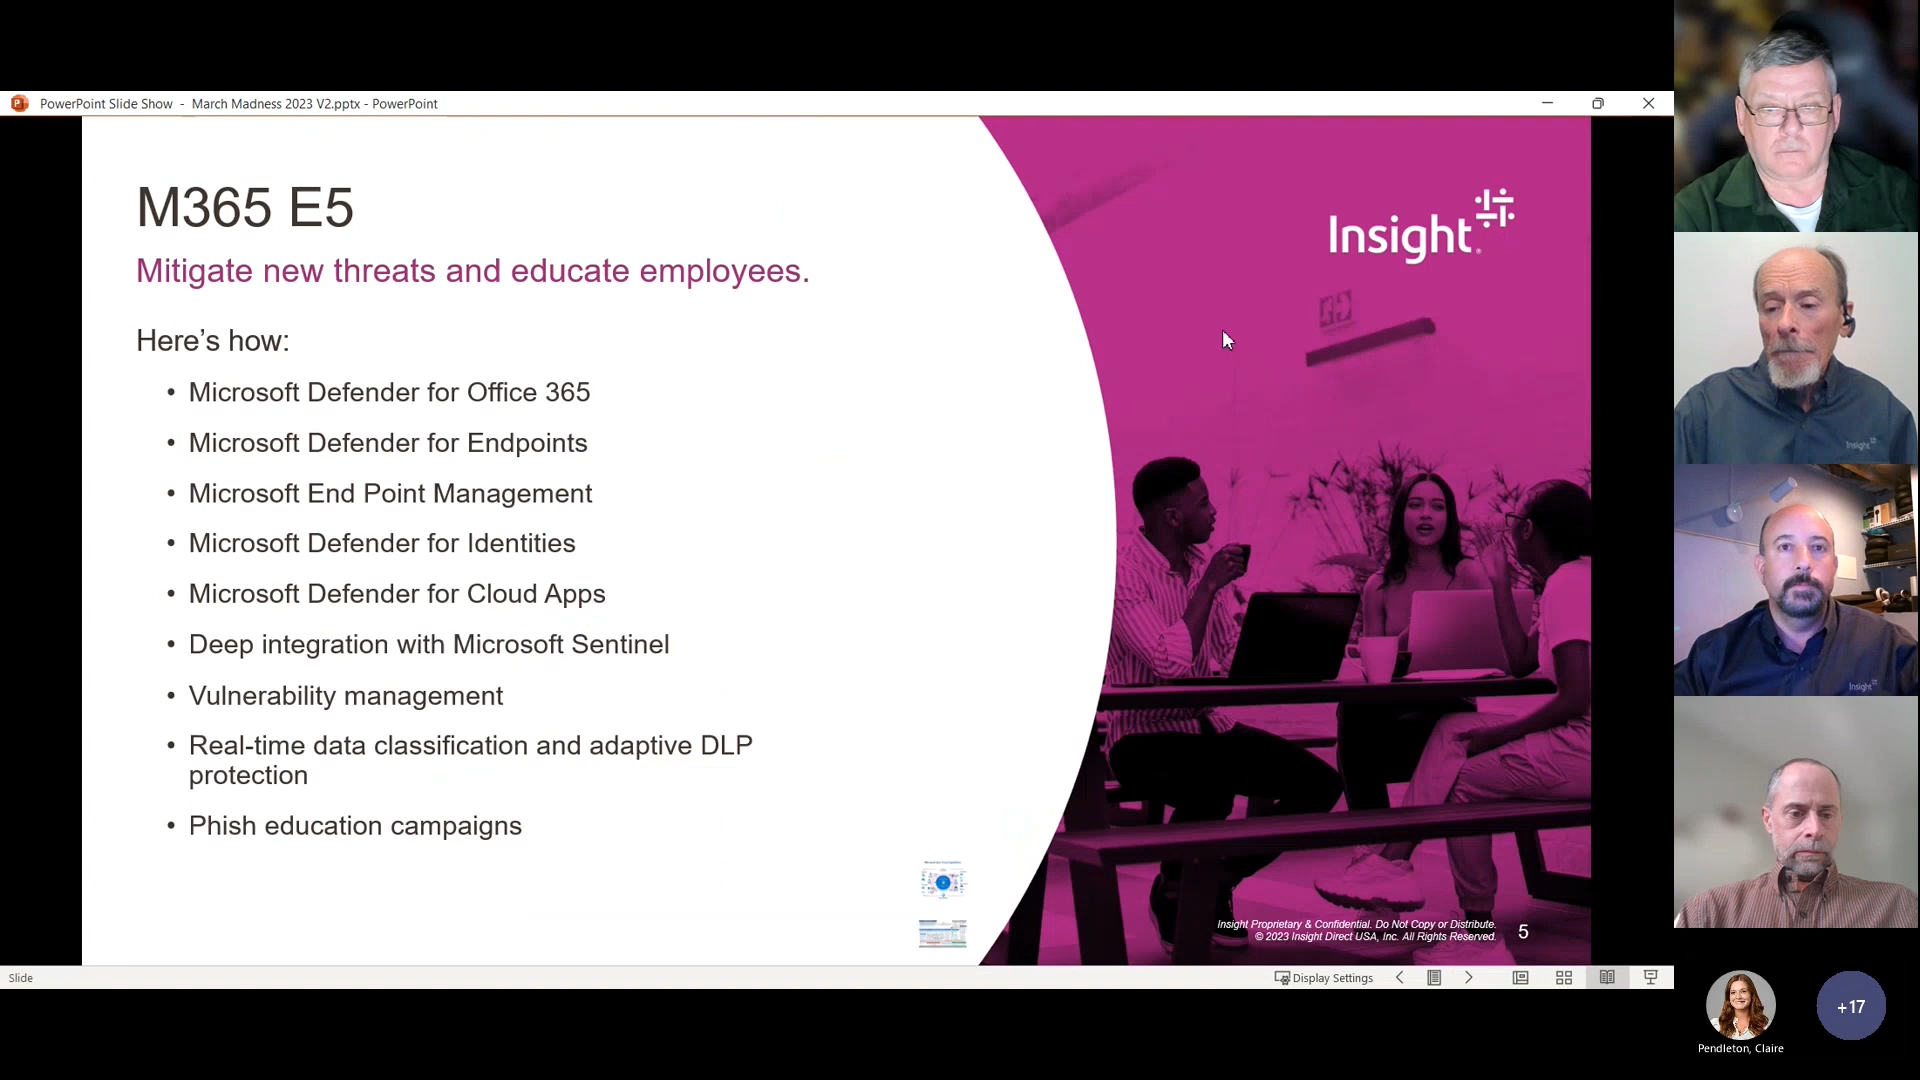 PowerPoint Slide Show - March Madness 2023 V2.pptx - PowerPoint
M365 E5
Mitigate new threats and educate employees.
Here’s how:
• Microsoft Defender for Office 365
• Microsoft Defender for Endpoints
• Microsoft End Point Management
• Microsoft Defender for Identities
• Microsoft Defender for Cloud Apps
• Deep integration with Microsoft Sentinel
• Vulnerability management
• Real-time data classification and adaptive DLP
protection
• Phish education campaigns
Insight
Insight Proprietary & Confidential. Do Not Copy or Distribute.
© 2023 Insight Direct USA, Inc. All Rights Reserved.
5
Slide
Display Settings
Insight
Insight
Pendleton, Claire
+17